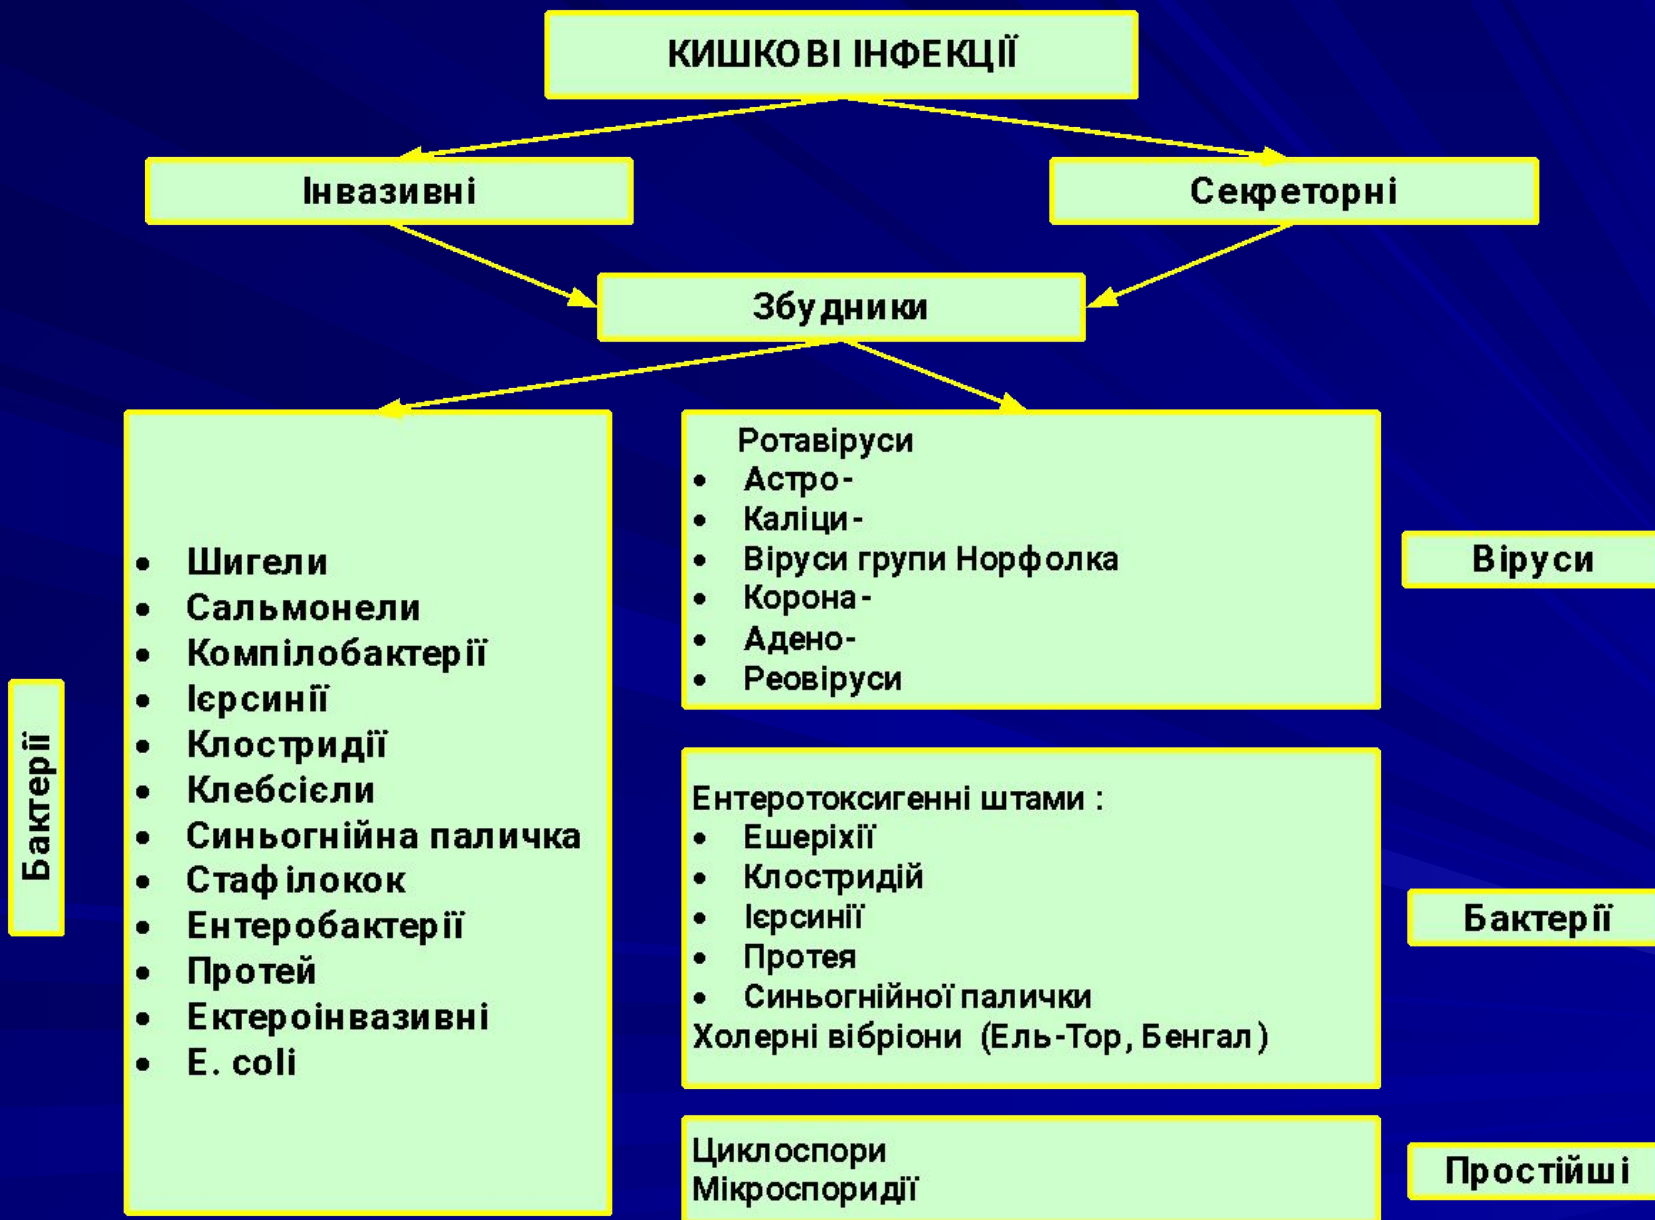 КИШКОВІ ІНФЕКЦІЇ
Інвазивні
Секреторні
Збудники
Бактерії
• Шигели
• Сальмонели
• Компілобактерії
• Ієрсинії
• Клостридії
• Клебсієли
• Синьогнійна паличка
• Стафілокок
• Ентеробактерії
• Протей
• Ектероінвазивні
• E. coli
Ротавіруси
• Астро-
• Каліци-
• Віруси групи Норфолка
• Корона-
• Адено-
• Реовіруси
Віруси
Ентеротоксигенні штами :
• Ешеріхії
• Клостридій
• Ієрсинії
• Протея
• Синьогнійної палички
Холерні вібріони (Ель-Тор, Бенгал)
Бактерії
Циклоспори
Мікроспоридії
Простійші